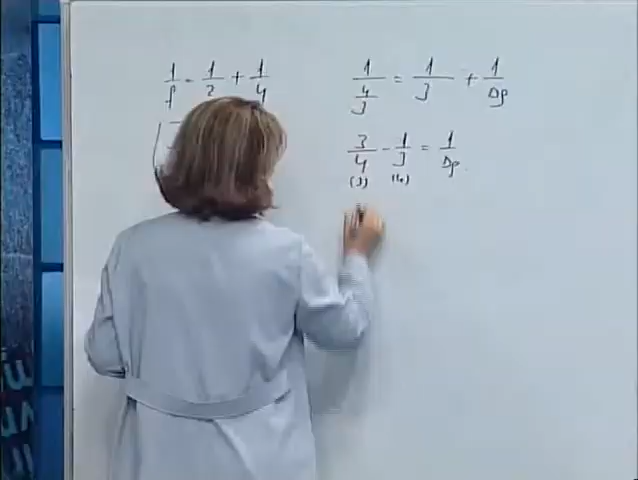 1/f = 1/2 + 1/4
1/(4/3) = 1/3 + 1/Dp
3/4 - 1/3 = 1/Dp
(3) (4)